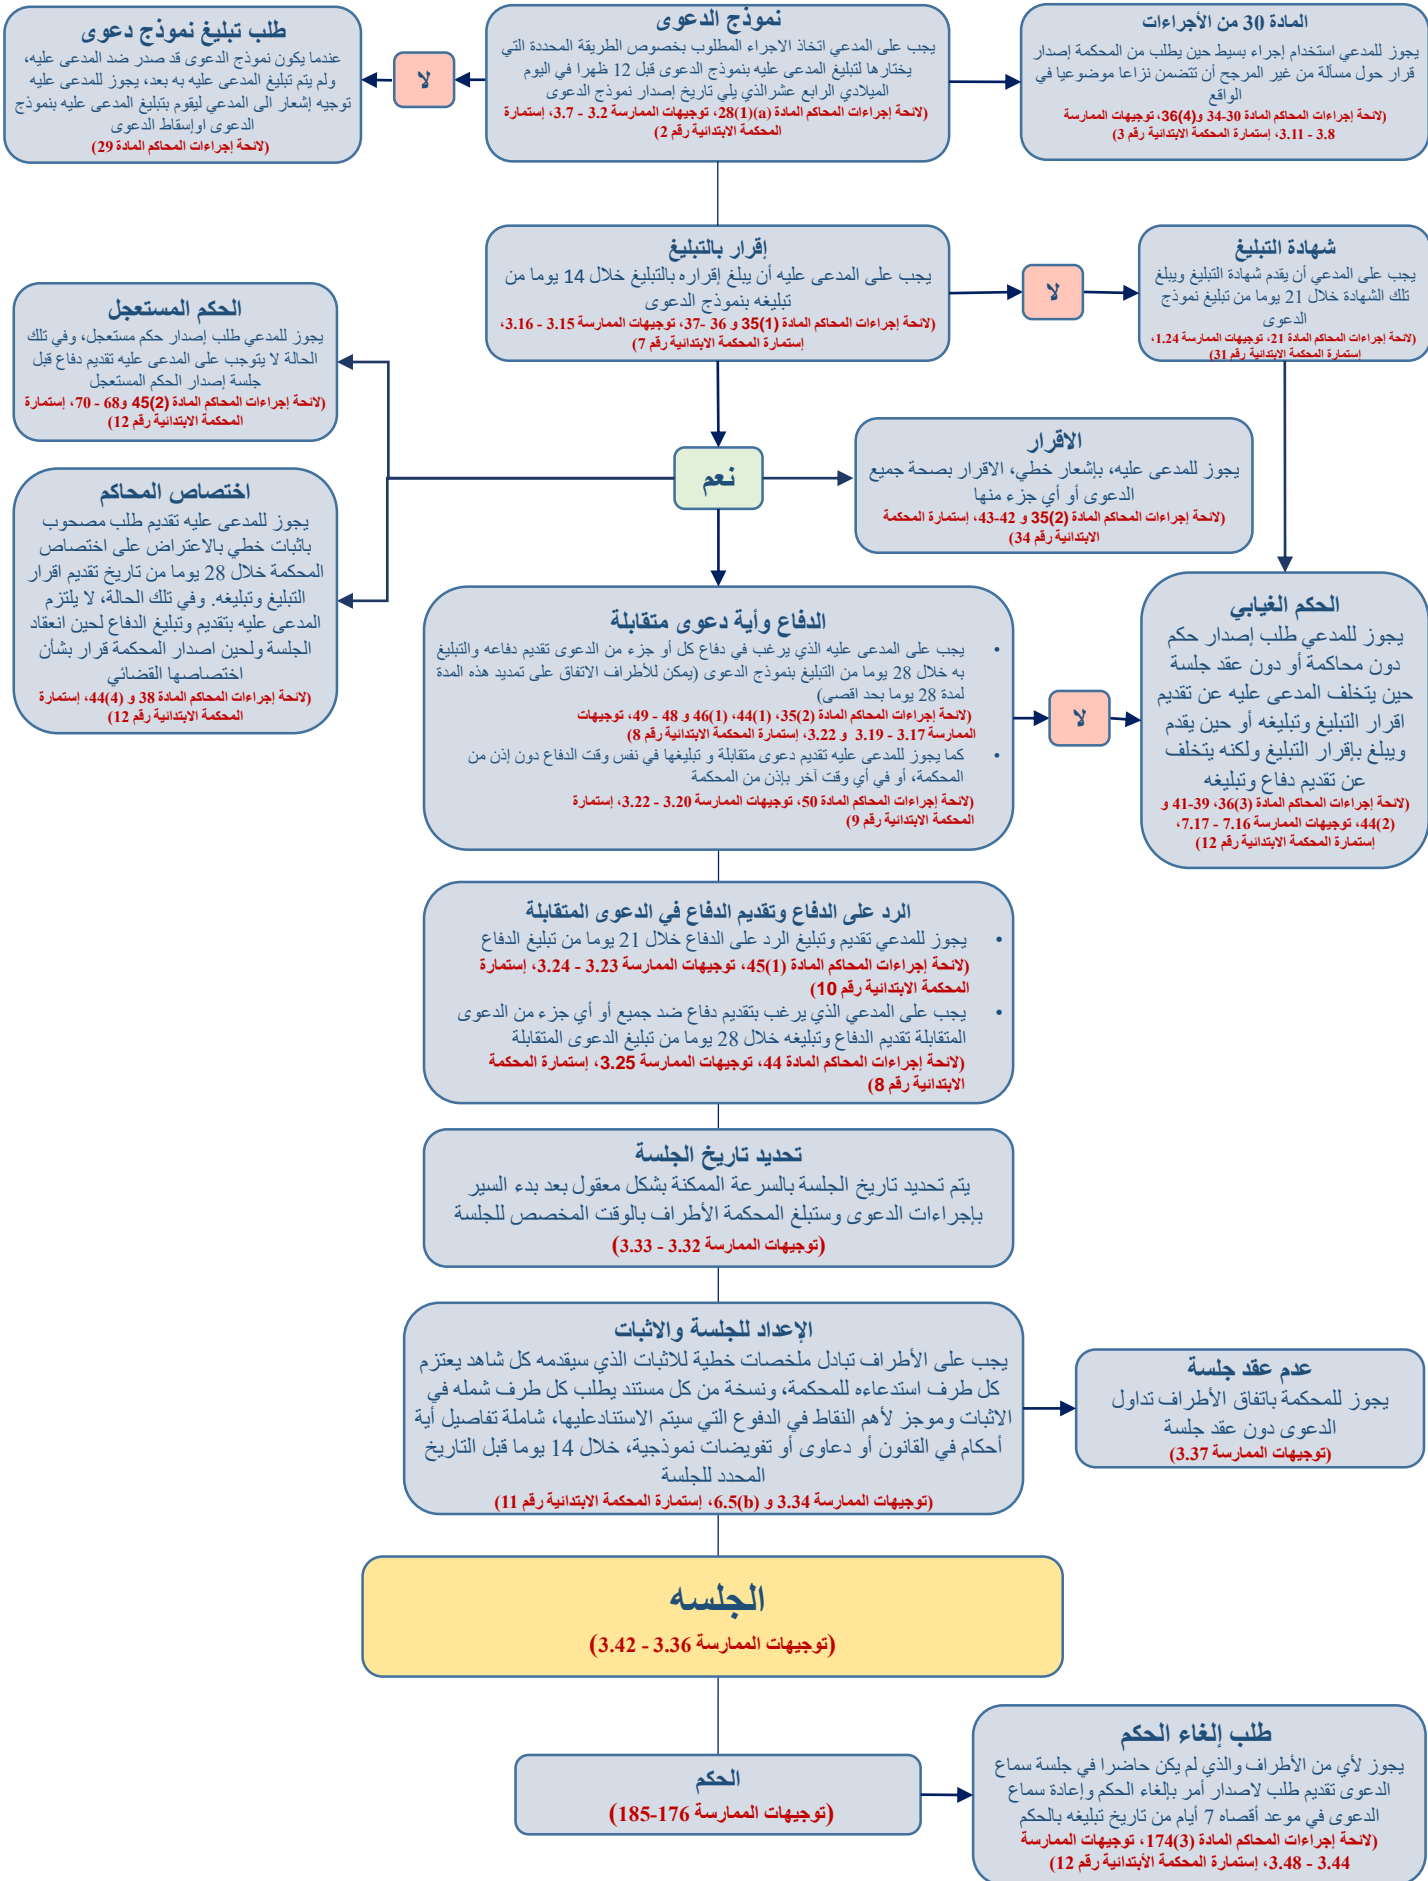 نموذج الدعوى
يجب على المدعي اتخاذ الاجراء المطلوب بخصوص الطريقة المحددة التي
يختارها لتبليغ المدعى عليه بنموذج الدعوى قبل 12 ظهرا في اليوم
الميلادي الرابع عشرالذي يلي تاريخ إصدار نموذج الدعوى
(لائحة إجراءات المحاكم المادة 28(1)(a)، توجيهات الممارسة 3.2 - 3.7، إستمارة
المحكمة الابتدائية رقم 2)
المادة 30 من الأجراءات
يجوز للمدعي استخدام إجراء بسيط حين يطلب من المحكمة إصدار
قرار حول مسألة من غير المرجح أن تتضمن نزاعا موضوعيا في
الواقع
(لائحة إجراءات المحاكم المادة 30-34 و36(4)، توجيهات الممارسة
3.8 - 3.11، إستمارة المحكمة الابتدائية رقم 3)
لا
طلب تبليغ نموذج دعوى
عندما يكون نموذج الدعوى قد صدر ضد المدعى عليه،
ولم يتم تبليغ المدعى عليه به بعد، يجوز للمدعى عليه
توجيه إشعار الى المدعي ليقوم بتبليغ المدعى عليه بنموذج
الدعوى اوإسقاط الدعوى
(لائحة إجراءات المحاكم المادة 29)
إقرار بالتبليغ
يجب على المدعى عليه أن يبلغ إقراره بالتبليغ خلال 14 يوما من
تبليغه بنموذج الدعوى
(لائحة إجراءات المحاكم المادة 35(1) و 36 -37، توجيهات الممارسة 3.15 - 3.16،
إستمارة المحكمة الابتدائية رقم 7)
لا
شهادة التبليغ
يجب على المدعي أن يقدم شهادة التبليغ ويبلغ
تلك الشهادة خلال 21 يوما من تبليغ نموذج
الدعوى
(لائحة إجراءات المحاكم المادة 21، توجيهات الممارسة 1.24،
إستمارة المحكمة الابتدائية رقم 31)
الحكم المستعجل
يجوز للمدعي طلب إصدار حكم مستعجل، وفي تلك
الحالة لا يتوجب على المدعى عليه تقديم دفاع قبل
جلسة إصدار الحكم المستعجل
(لائحة إجراءات المحاكم المادة 45(2) و68 - 70، إستمارة
المحكمة الابتدائية رقم 12)
نعم
الاقرار
يجوز للمدعى عليه، بإشعار خطي، الاقرار بصحة جميع
الدعوى أو أي جزء منها
(لائحة إجراءات المحاكم المادة 35(2) و 42-43، إستمارة المحكمة
الابتدائية رقم 34)
اختصاص المحاكم
يجوز للمدعى عليه تقديم طلب مصحوب
باثبات خطي بالاعتراض على اختصاص
المحكمة خلال 28 يوما من تاريخ تقديم اقرار
التبليغ وتبليغه. وفي تلك الحالة، لا يلتزم
المدعى عليه بتقديم وتبليغ الدفاع لحين انعقاد
الجلسة ولحين اصدار المحكمة قرار بشأن
اختصاصها القضائي
(لائحة إجراءات المحاكم المادة 38 و 44(4)، إستمارة
المحكمة الابتدائية رقم 12)
الدفاع وأية دعوى متقابلة
• يجب على المدعى عليه الذي يرغب في دفاع كل أو جزء من الدعوى تقديم دفاعه والتبليغ
به خلال 28 يوما من التبليغ بنموذج الدعوى (يمكن للأطراف الاتفاق على تمديد هذه المدة
لمدة 28 يوما بحد اقصى)
(لائحة إجراءات المحاكم المادة 35(2)، 44(1)، 46(1) و 48 - 49، توجيهات
الممارسة 3.17 - 3.19 و 3.22، إستمارة المحكمة الابتدائية رقم 8)
• كما يجوز للمدعى عليه تقديم دعوى متقابلة و تبليغها في نفس وقت الدفاع دون إذن من
المحكمة، أو في أي وقت آخر بإذن من المحكمة
(لائحة إجراءات المحاكم المادة 50، توجيهات الممارسة 3.20 - 3.22، إستمارة
المحكمة الابتدائية رقم 9)
لا
الحكم الغيابي
يجوز للمدعي طلب إصدار حكم
دون محاكمة أو دون عقد جلسة
حين يتخلف المدعى عليه عن تقديم
اقرار التبليغ وتبليغه أو حين يقدم
ويبلغ بإقرار التبليغ ولكنه يتخلف
عن تقديم دفاع وتبليغه
(لائحة إجراءات المحاكم المادة 36(3)، 39-41 و
44(2)، توجيهات الممارسة 7.16 - 7.17،
إستمارة المحكمة الابتدائية رقم 12)
الرد على الدفاع وتقديم الدفاع في الدعوى المتقابلة
• يجوز للمدعي تقديم وتبليغ الرد على الدفاع خلال 21 يوما من تبليغ الدفاع
(لائحة إجراءات المحاكم المادة 45(1)، توجيهات الممارسة 3.23 - 3.24، إستمارة
المحكمة الابتدائية رقم 10)
• يجب على المدعي الذي يرغب بتقديم دفاع ضد جميع أو أي جزء من الدعوى
المتقابلة تقديم الدفاع وتبليغه خلال 28 يوما من تبليغ الدعوى المتقابلة
(لائحة إجراءات المحاكم المادة 44، توجيهات الممارسة 3.25، إستمارة المحكمة
الابتدائية رقم 8)
تحديد تاريخ الجلسة
يتم تحديد تاريخ الجلسة بالسرعة الممكنة بشكل معقول بعد بدء السير
بإجراءات الدعوى وستبلغ المحكمة الأطراف بالوقت المخصص للجلسة
(توجيهات الممارسة 3.32 - 3.33)
الإعداد للجلسة والاثبات
يجب على الأطراف تبادل ملخصات خطية للاثبات الذي سيقدمه كل شاهد يعتزم
كل طرف استدعاءه للمحكمة، ونسخة من كل مستند يطلب كل طرف شمله في
الاثبات وموجز لأهم النقاط في الدفوع التي سيتم الاستنادعليها، شاملة تفاصيل أية
أحكام في القانون أو دعاوى أو تفويضات نموذجية، خلال 14 يوما قبل التاريخ
المحدد للجلسة
(توجيهات الممارسة 3.34 و 6.5(b)، إستمارة المحكمة الابتدائية رقم 11)
عدم عقد جلسة
يجوز للمحكمة باتفاق الأطراف تداول
الدعوى دون عقد جلسة
(توجيهات الممارسة 3.37)
الجلسه
(توجيهات الممارسة 3.36 - 3.42)
الحكم
(توجيهات الممارسة 176-185)
طلب إلغاء الحكم
يجوز لأي من الأطراف والذي لم يكن حاضرا في جلسة سماع
الدعوى تقديم طلب لاصدار أمر بإلغاء الحكم وإعادة سماع
الدعوى في موعد أقصاه 7 أيام من تاريخ تبليغه بالحكم
(لائحة إجراءات المحاكم المادة 174(3)، توجيهات الممارسة
3.44 - 3.48، إستمارة المحكمة الأبتدائية رقم 12)